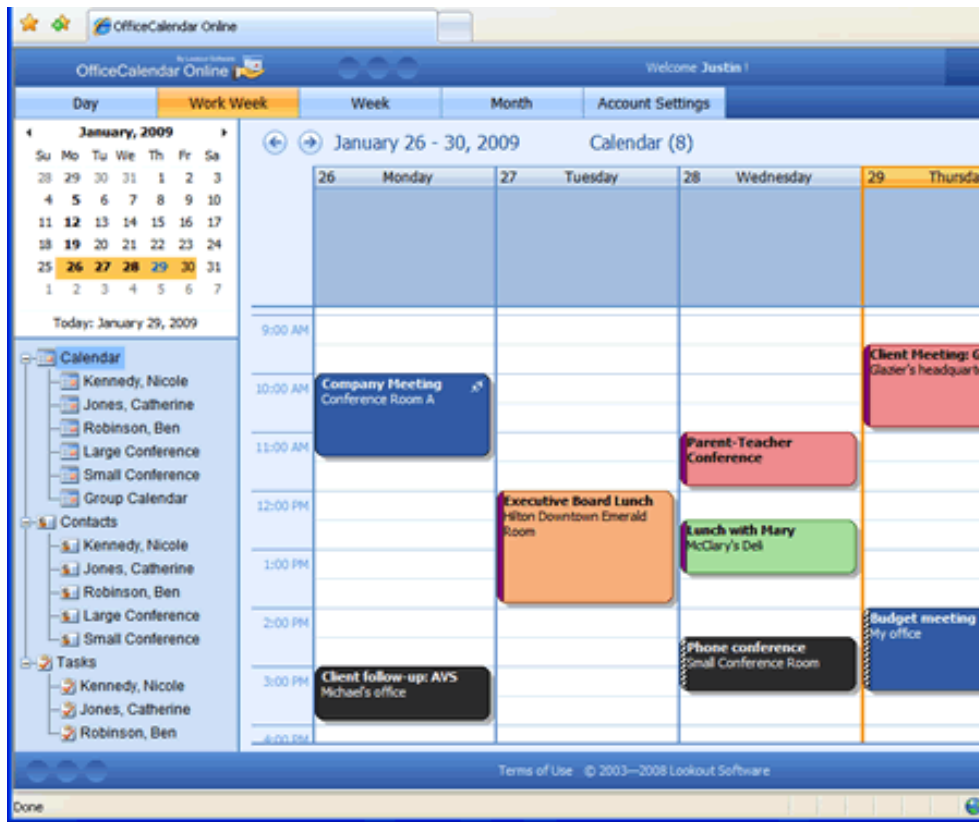 OfficeCalendar Online
By Lookout Software
OfficeCalendar Online
Welcome Justin !
Day Work Week Week Month Account Settings
January, 2009
Su Mo Tu We Th Fr Sa
28 29 30 31 1 2 3
4 5 6 7 8 9 10
11 12 13 14 15 16 17
18 19 20 21 22 23 24
25 26 27 28 29 30 31
1 2 3 4 5 6 7
Today: January 29, 2009
Calendar
Kennedy, Nicole
Jones, Catherine
Robinson, Ben
Large Conference
Small Conference
Group Calendar
Contacts
Kennedy, Nicole
Jones, Catherine
Robinson, Ben
Large Conference
Small Conference
Tasks
Kennedy, Nicole
Jones, Catherine
Robinson, Ben
January 26 - 30, 2009 Calendar (8)
26 Monday 27 Tuesday 28 Wednesday 29 Thursda
9:00 AM
10:00 AM
11:00 AM
12:00 PM
1:00 PM
2:00 PM
3:00 PM
4:00 PM
Company Meeting
Conference Room A
Client follow-up: AVS
Michael's office
Executive Board Lunch
Hilton Downtown Emerald
Room
Parent-Teacher
Conference
Lunch with Mary
McClary's Deli
Phone conference
Small Conference Room
Client Meeting: G
Glazier's headquart
Budget meeting
My office
Terms of Use © 2003—2008 Lookout Software
Done